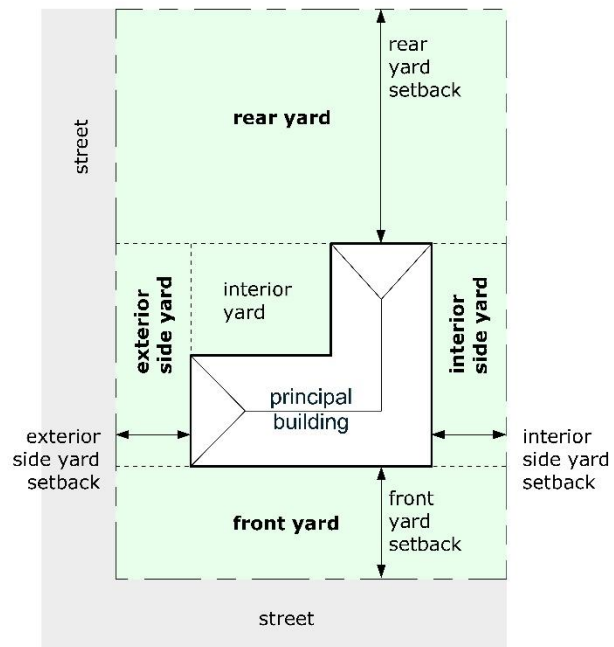 rear
yard
setback
rear yard
street
interior
yard
exterior
side yard
interior
side yard
principal
building
exterior
side yard
setback
interior
side yard
setback
front yard
front
yard
setback
street